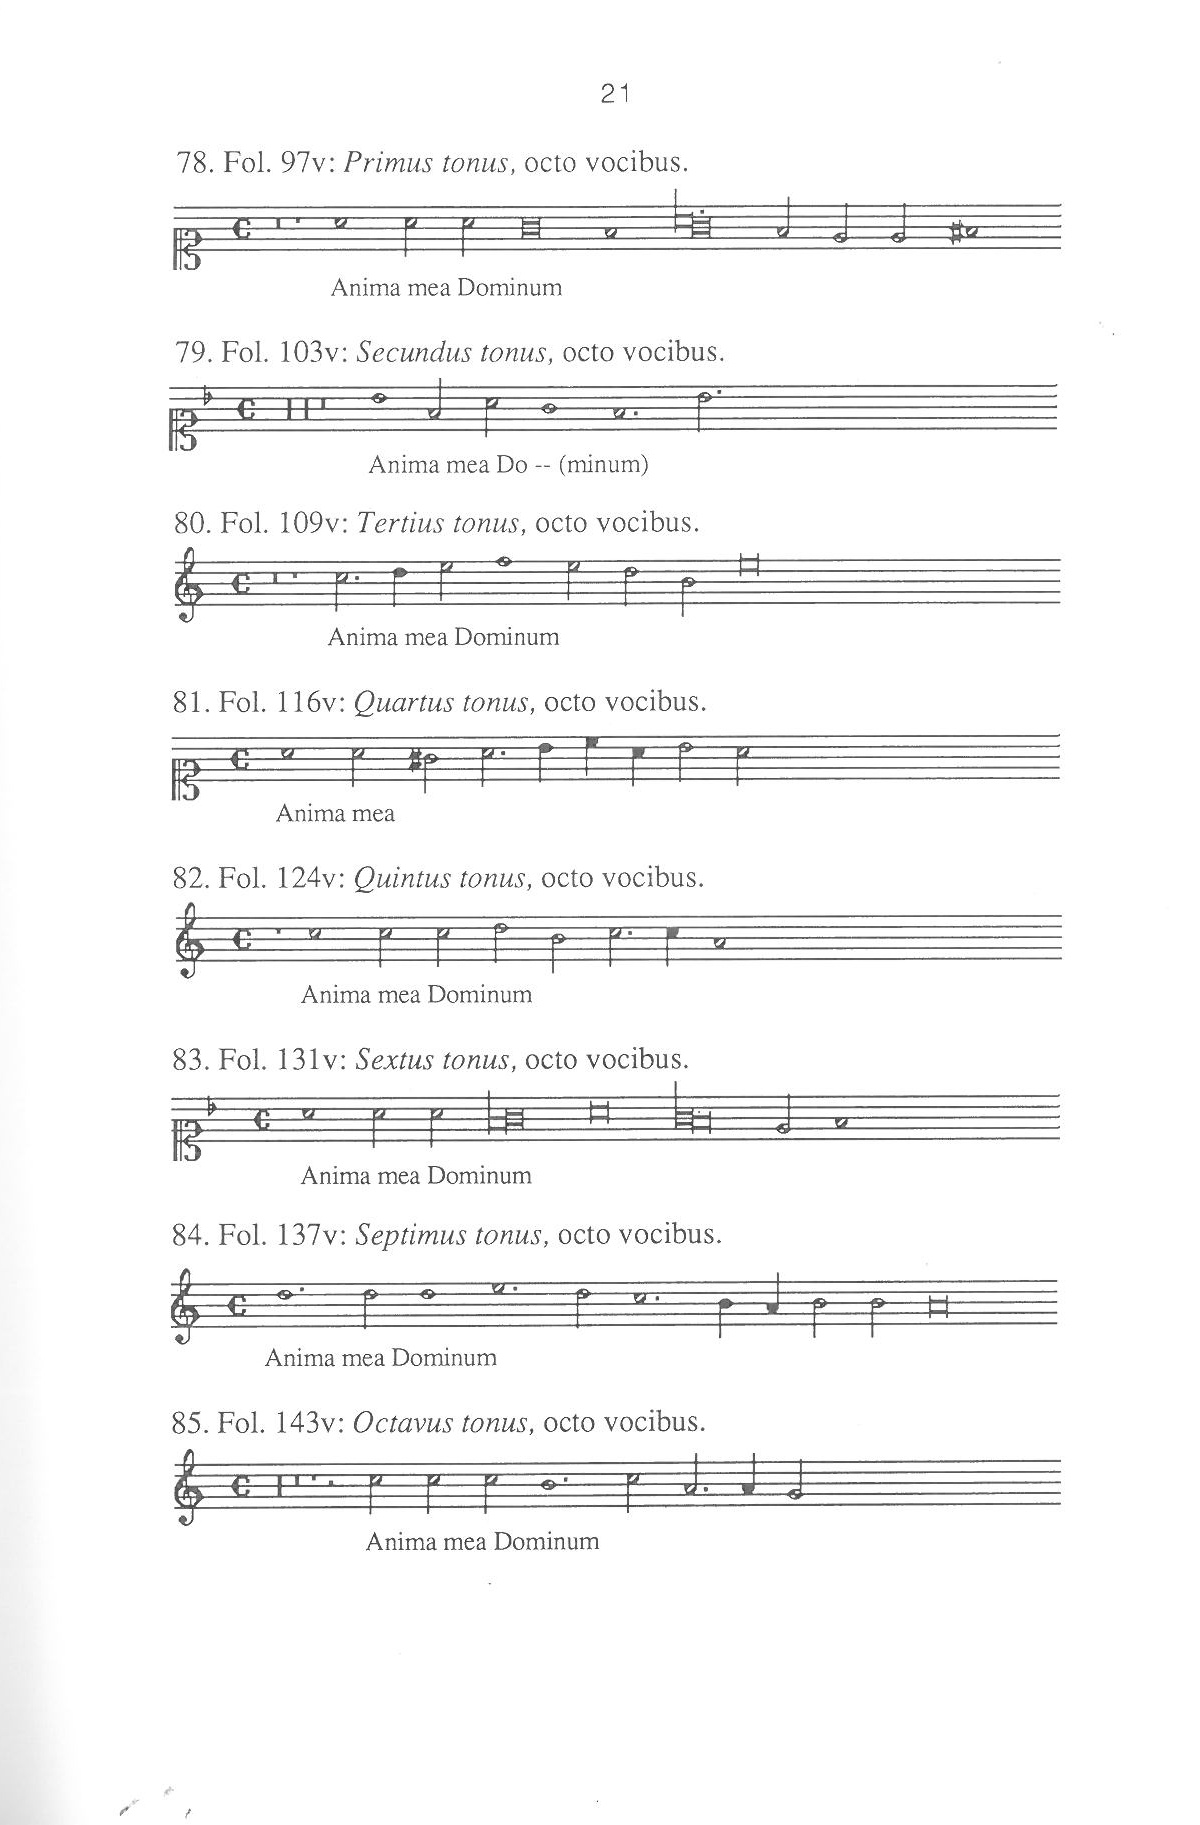 21
78. Fol. 97v: Primus tonus, octo vocibus.
Anima mea Dominum
79. Fol. 103v: Secundus tonus, octo vocibus.
Anima mea Do -- (minum)
80. Fol. 109v: Tertius tonus, octo vocibus.
Anima mea Dominum
81. Fol. 116v: Quartus tonus, octo vocibus.
Anima mea
82. Fol. 124v: Quintus tonus, octo vocibus.
Anima mea Dominum
83. Fol. 131v: Sextus tonus, octo vocibus.
Anima mea Dominum
84. Fol. 137v: Septimus tonus, octo vocibus.
Anima mea Dominum
85. Fol. 143v: Octavus tonus, octo vocibus.
Anima mea Dominum